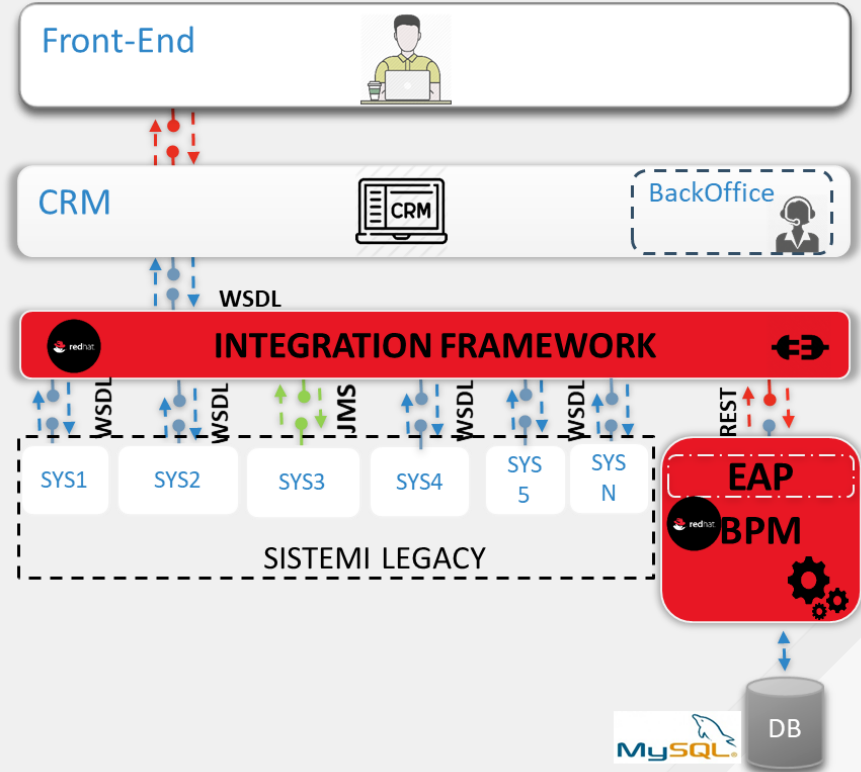 Front-End
CRM
CRM
BackOffice
WSDL
redhat
INTEGRATION FRAMEWORK
WSDL
WSDL
JMS
WSDL
WSDL
REST
SYS1
SYS2
SYS3
SYS4
SYS
5
SYS
N
EAP
redhat
BPM
SISTEMI LEGACY
MySQL
DB